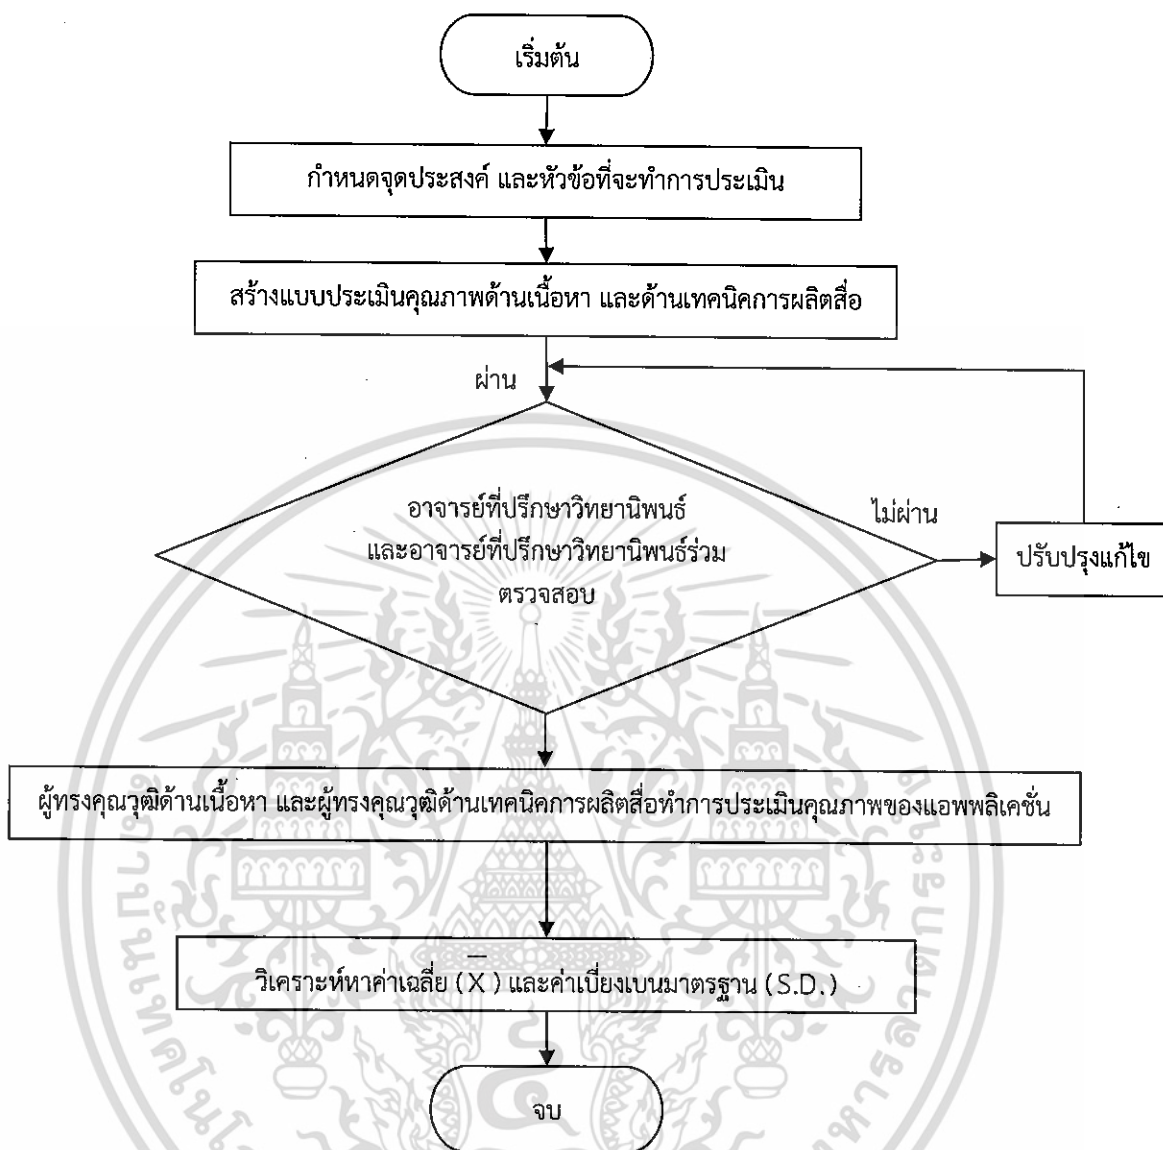 เริ่มต้น
กำหนดจุดประสงค์ และหัวข้อที่จะทำการประเมิน
สร้างแบบประเมินคุณภาพด้านเนื้อหา และด้านเทคนิคการผลิตสื่อ
ผ่าน
อาจารย์ที่ปรึกษาวิทยานิพนธ์
และอาจารย์ที่ปรึกษาวิทยานิพนธ์ร่วม
ตรวจสอบ
ไม่ผ่าน
ปรับปรุงแก้ไข
ผู้ทรงคุณวุฒิด้านเนื้อหา และผู้ทรงคุณวุฒิด้านเทคนิคการผลิตสื่อทำการประเมินคุณภาพของแอพพลิเคชั่น
วิเคราะห์หาค่าเฉลี่ย (X̄) และค่าเบี่ยงเบนมาตรฐาน (S.D.)
จบ